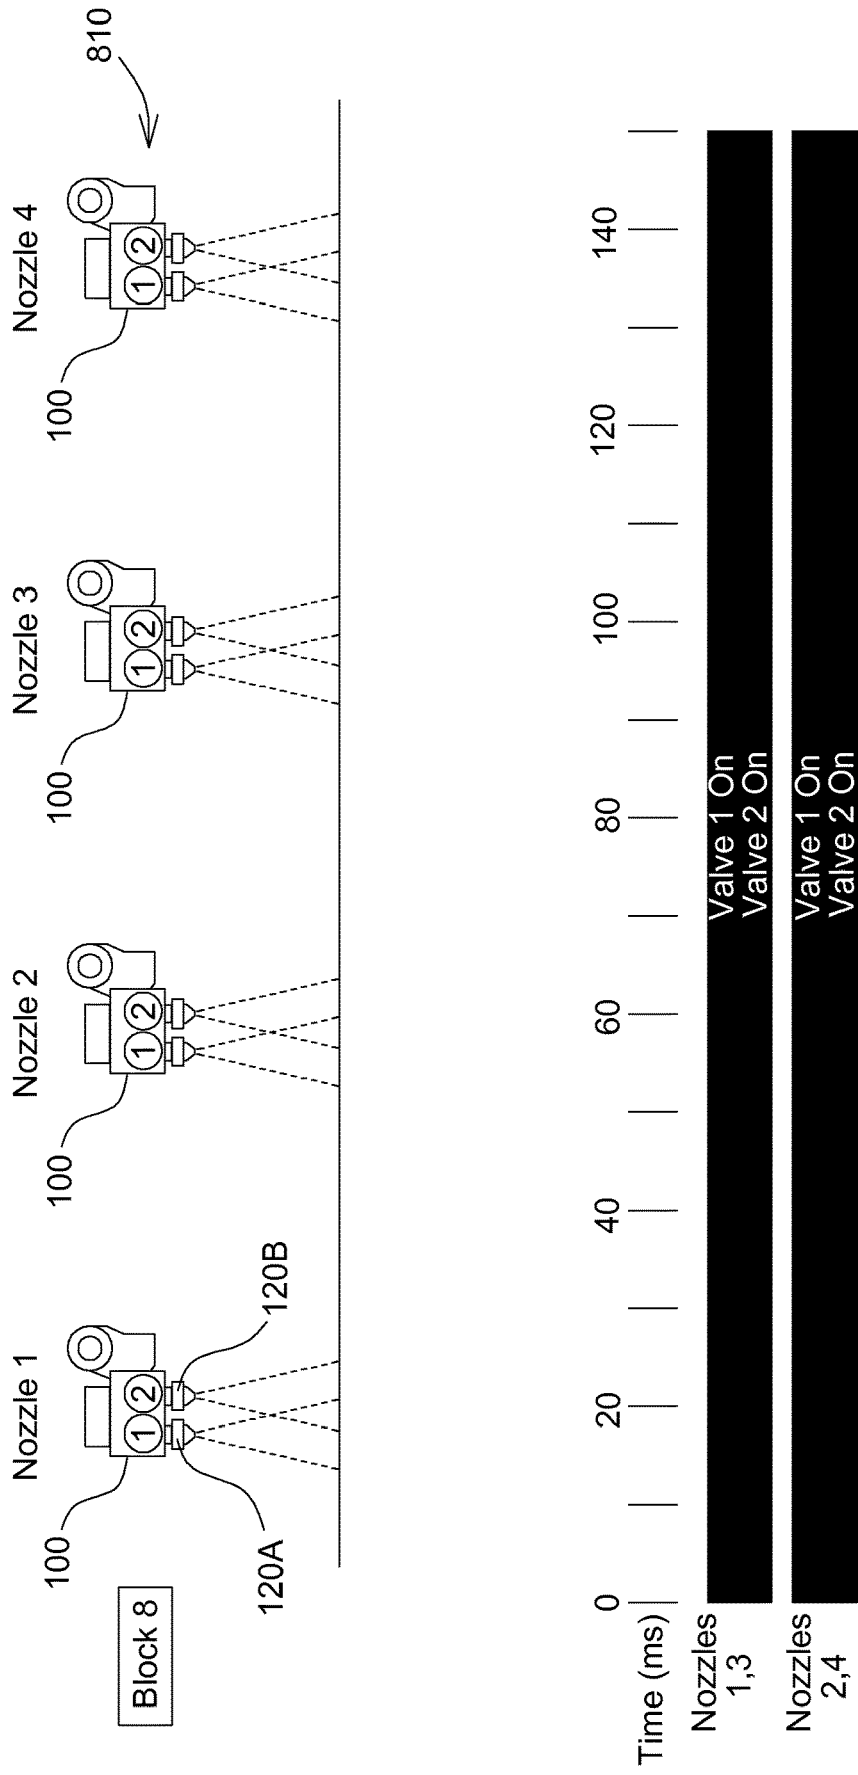 810
Nozzle 1
Nozzle 2
Nozzle 3
Nozzle 4
100
100
100
100
1 2
1 2
1 2
1 2
Block 8
120A
120B
Time (ms)
0
20
40
60
80
100
120
140
Nozzles
1,3
Valve 1 On
Valve 2 On
Nozzles
2,4
Valve 1 On
Valve 2 On